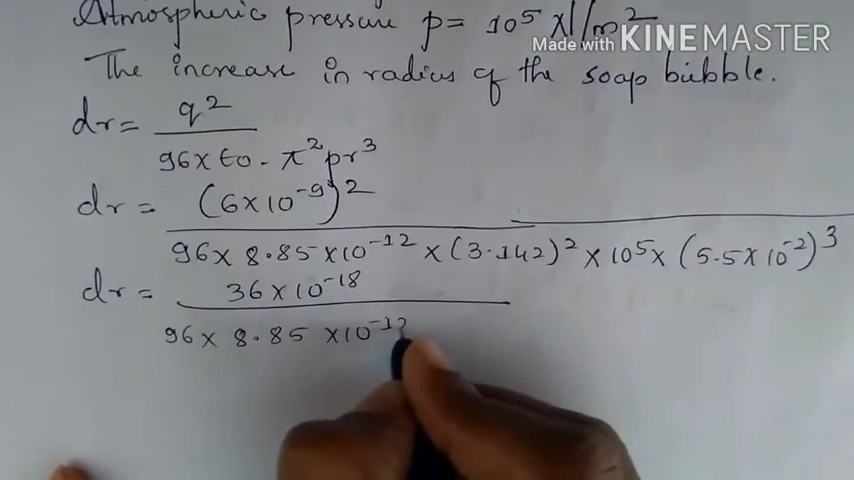 Atmospheric pressure p = 10⁵ N/m²
Made with KINEMASTER
The increase in radius of the soap bubble.
dr = q²
96 × ϵ0 - π² pr³
dr = (6×10⁻⁹)²
96 × 8.85 × 10⁻¹² × (3.142)² × 10⁵ × (5.5 × 10⁻²)³
dr = 36 × 10⁻¹⁸
96 × 8.85 × 10⁻¹²